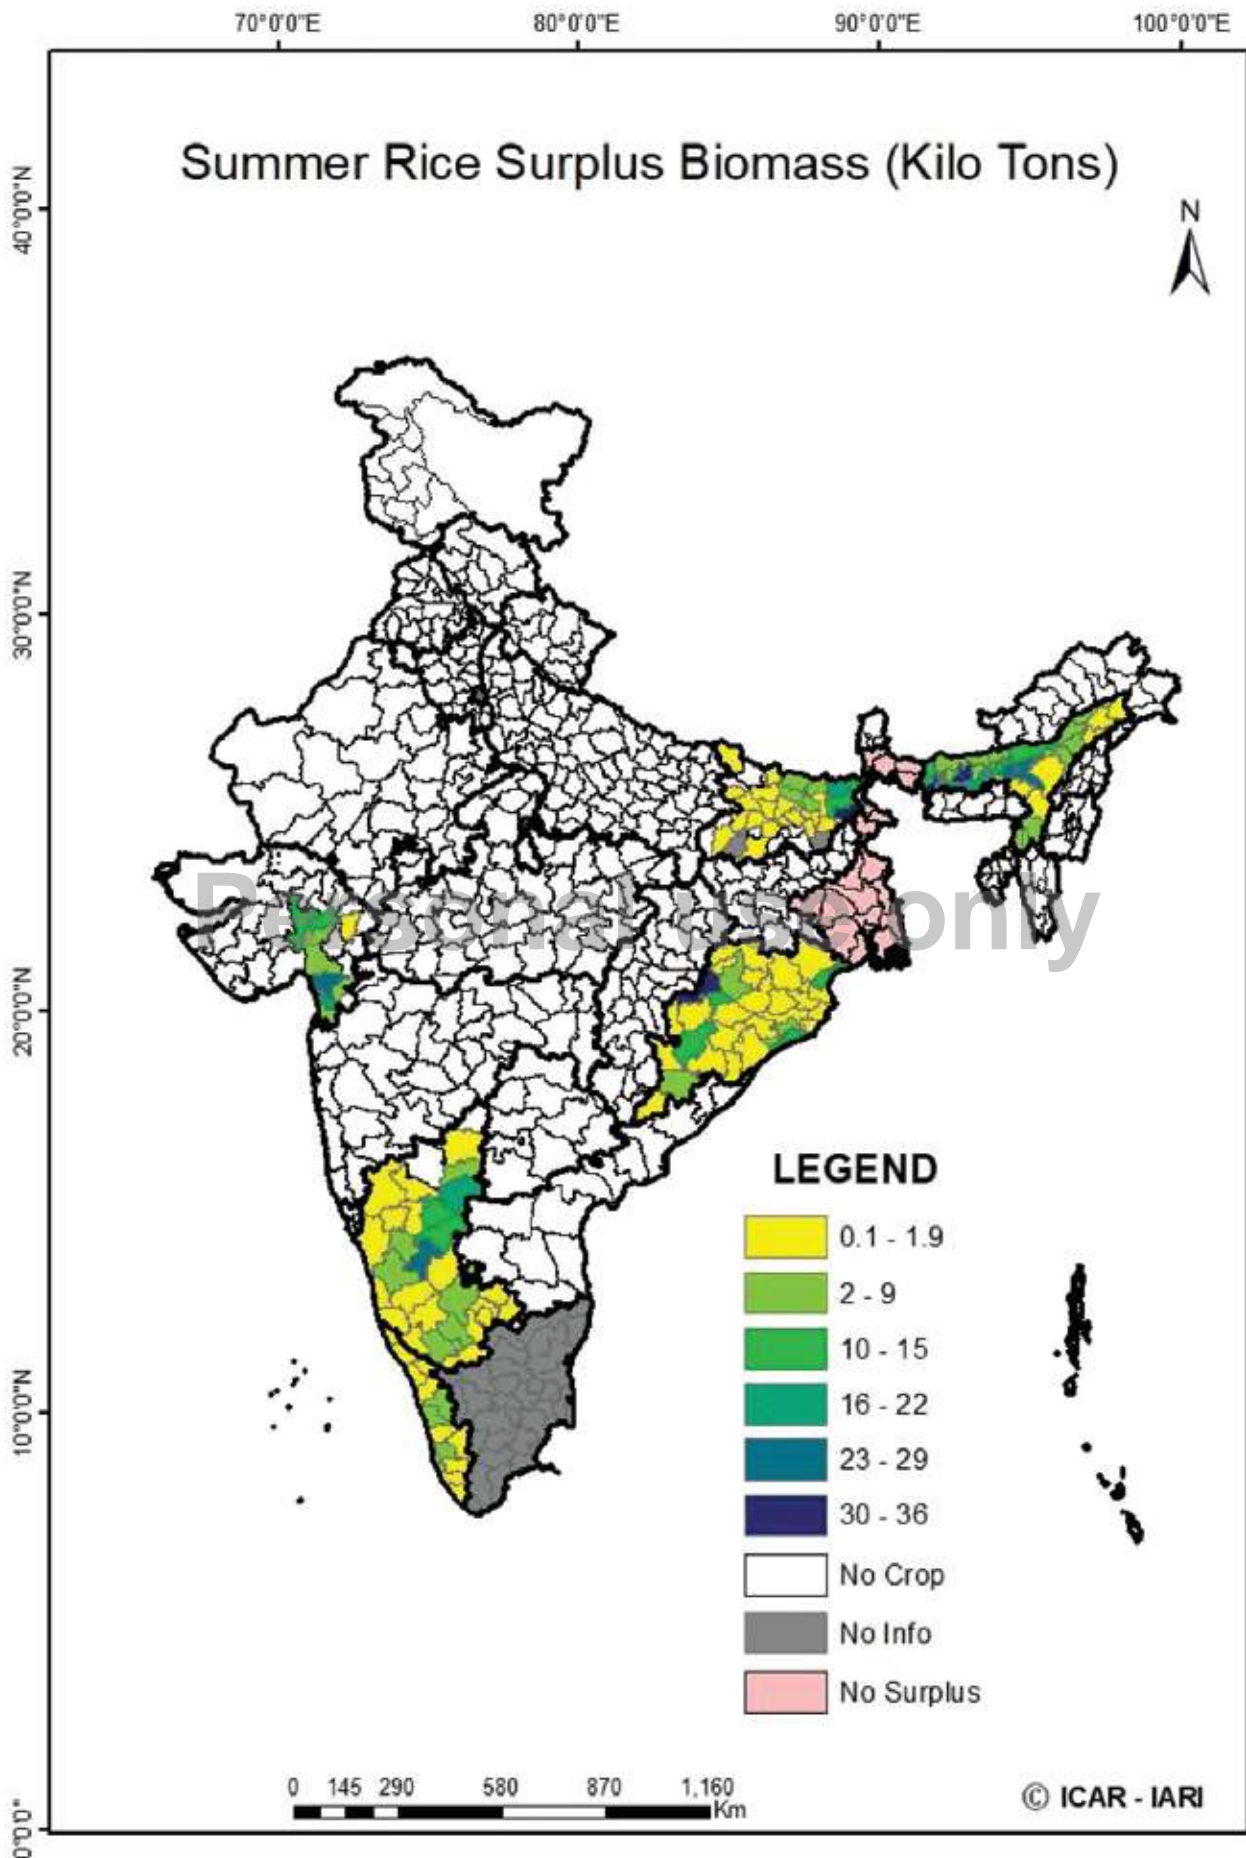 70°0'0"E 80°0'0"E 90°0'0"E 100°0'0"E
Summer Rice Surplus Biomass (Kilo Tons)
N
40°0'0"N
30°0'0"N
20°0'0"N
10°0'0"N
0°0'0"
Personal use only
LEGEND
0.1 - 1.9
2 - 9
10 - 15
16 - 22
23 - 29
30 - 36
No Crop
No Info
No Surplus
0 145 290 580 870 1,160
Km
© ICAR - IARI